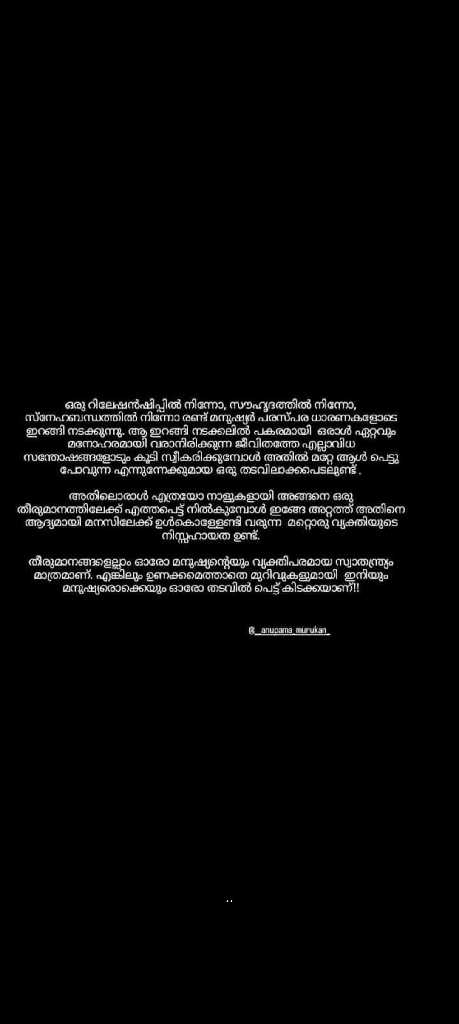 ഒരു റിലേഷൻഷിപ്പിൽ നിന്നോ, സൗഹൃദത്തിൽ നിന്നോ,
സ്നേഹബന്ധത്തിൽ നിന്നോ രണ്ട് മനുഷ്യർ പരസ്പര ധാരണകളോടെ
ഇറങ്ങി നടക്കുന്നു. ആ ഇറങ്ങി നടക്കലിൽ പകരമായി ഒരാൾ ഏറ്റവും
മനോഹരമായി വരാനിരിക്കുന്ന ജീവിതത്തേ എല്ലാവിധ
സന്തോഷങ്ങളോടും കൂടി സ്വീകരിക്കുമ്പോൾ അതിൽ മറ്റേ ആൾ പെട്ടു
പോവുന്ന എന്നുന്നേക്കുമായ ഒരു തടവിലാക്കപെടലുണ്ട് .
അതിലൊരാൾ എത്രയോ നാളുകളായി അങ്ങനെ ഒരു
തീരുമാനത്തിലേക്ക് എത്തപെട്ട് നിൽകുമ്പോൾ ഇങ്ങേ അറ്റത്ത് അതിനെ
ആദ്യമായി മനസിലേക്ക് ഉൾകൊള്ളേണ്ടി വരുന്ന മറ്റൊരു വ്യക്തിയുടെ
നിസ്സഹായത ഉണ്ട്.
തീരുമാനങ്ങളെല്ലാം ഓരോ മനുഷ്യന്റെയും വ്യക്തിപരമായ സ്വാതന്ത്ര്യം
മാത്രമാണ്. എങ്കിലും ഉണക്കമെത്താതെ മുറിവുകളുമായി ഇനിയും
മനുഷ്യരൊക്കെയും ഓരോ തടവിൽ പെട്ട് കിടക്കയാണ്!!
@__anupama_murukan_
..